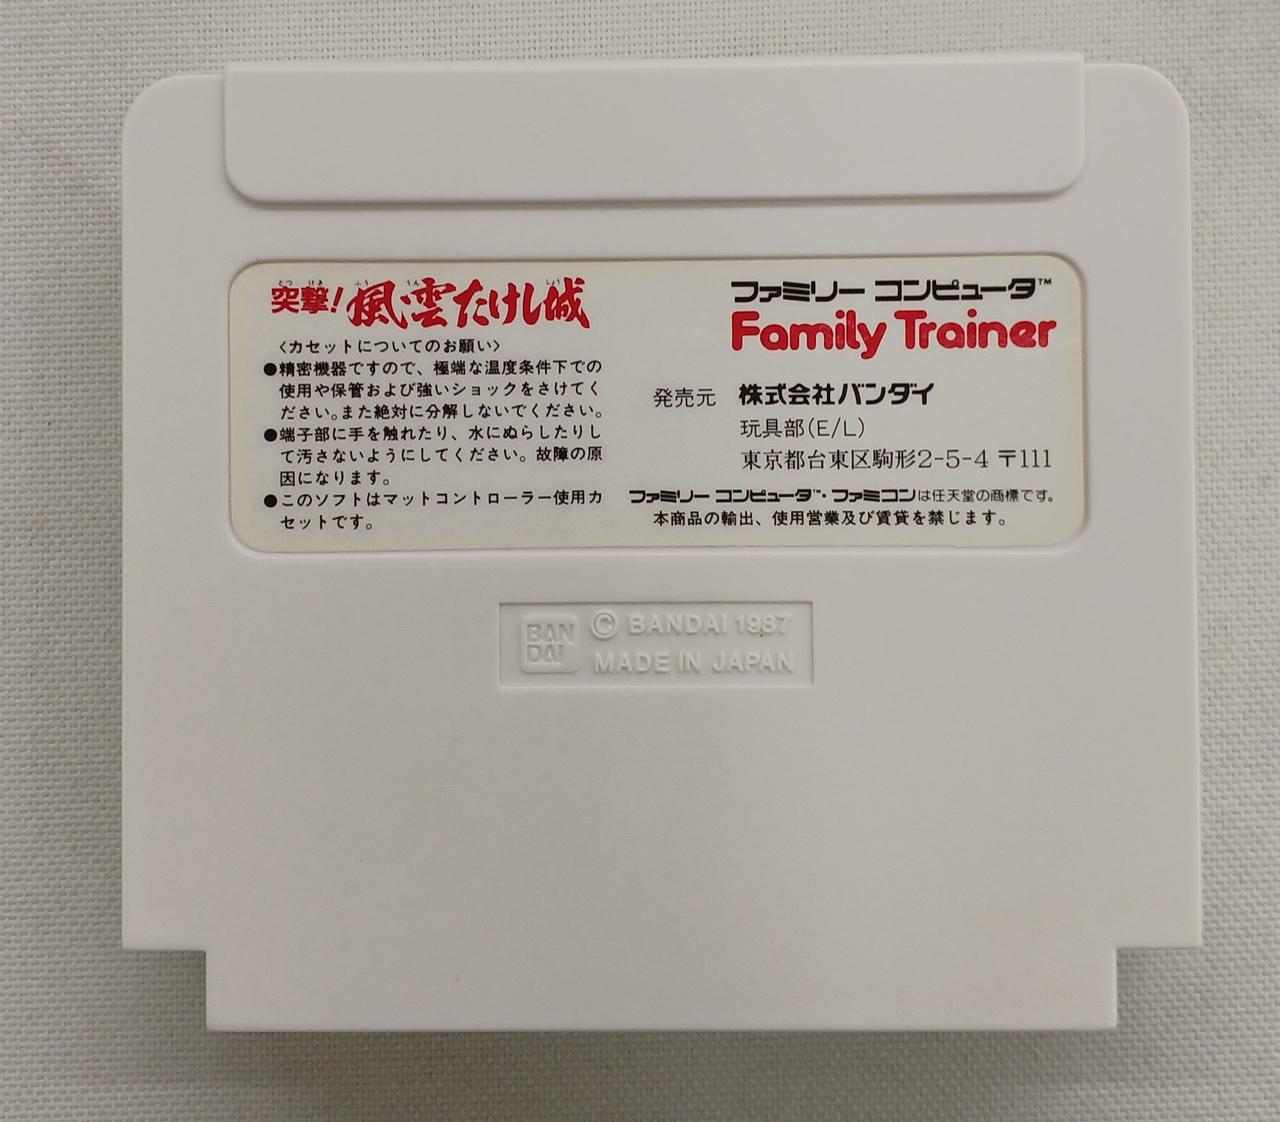 突撃！風雲たけし城
とつ げき ふう うん じょう
〈カセットについてのお願い〉
●精密機器ですので、極端な温度条件下での
使用や保管および強いショックをさけてく
ださい。また絶対に分解しないでください。
●端子部に手を触れたり、水にぬらしたりし
て汚さないようにしてください。故障の原
因になります。
●このソフトはマットコントローラー使用カ
セットです。
ファミリー コンピュータ™
Family Trainer
発売元 株式会社バンダイ
玩具部(E/L)
東京都台東区駒形2-5-4 〒111
ファミリー コンピュータ™・ファミコンは任天堂の商標です。
本商品の輸出、使用営業及び賃貸を禁じます。
BAN
DAI
© BANDAI 1987
MADE IN JAPAN